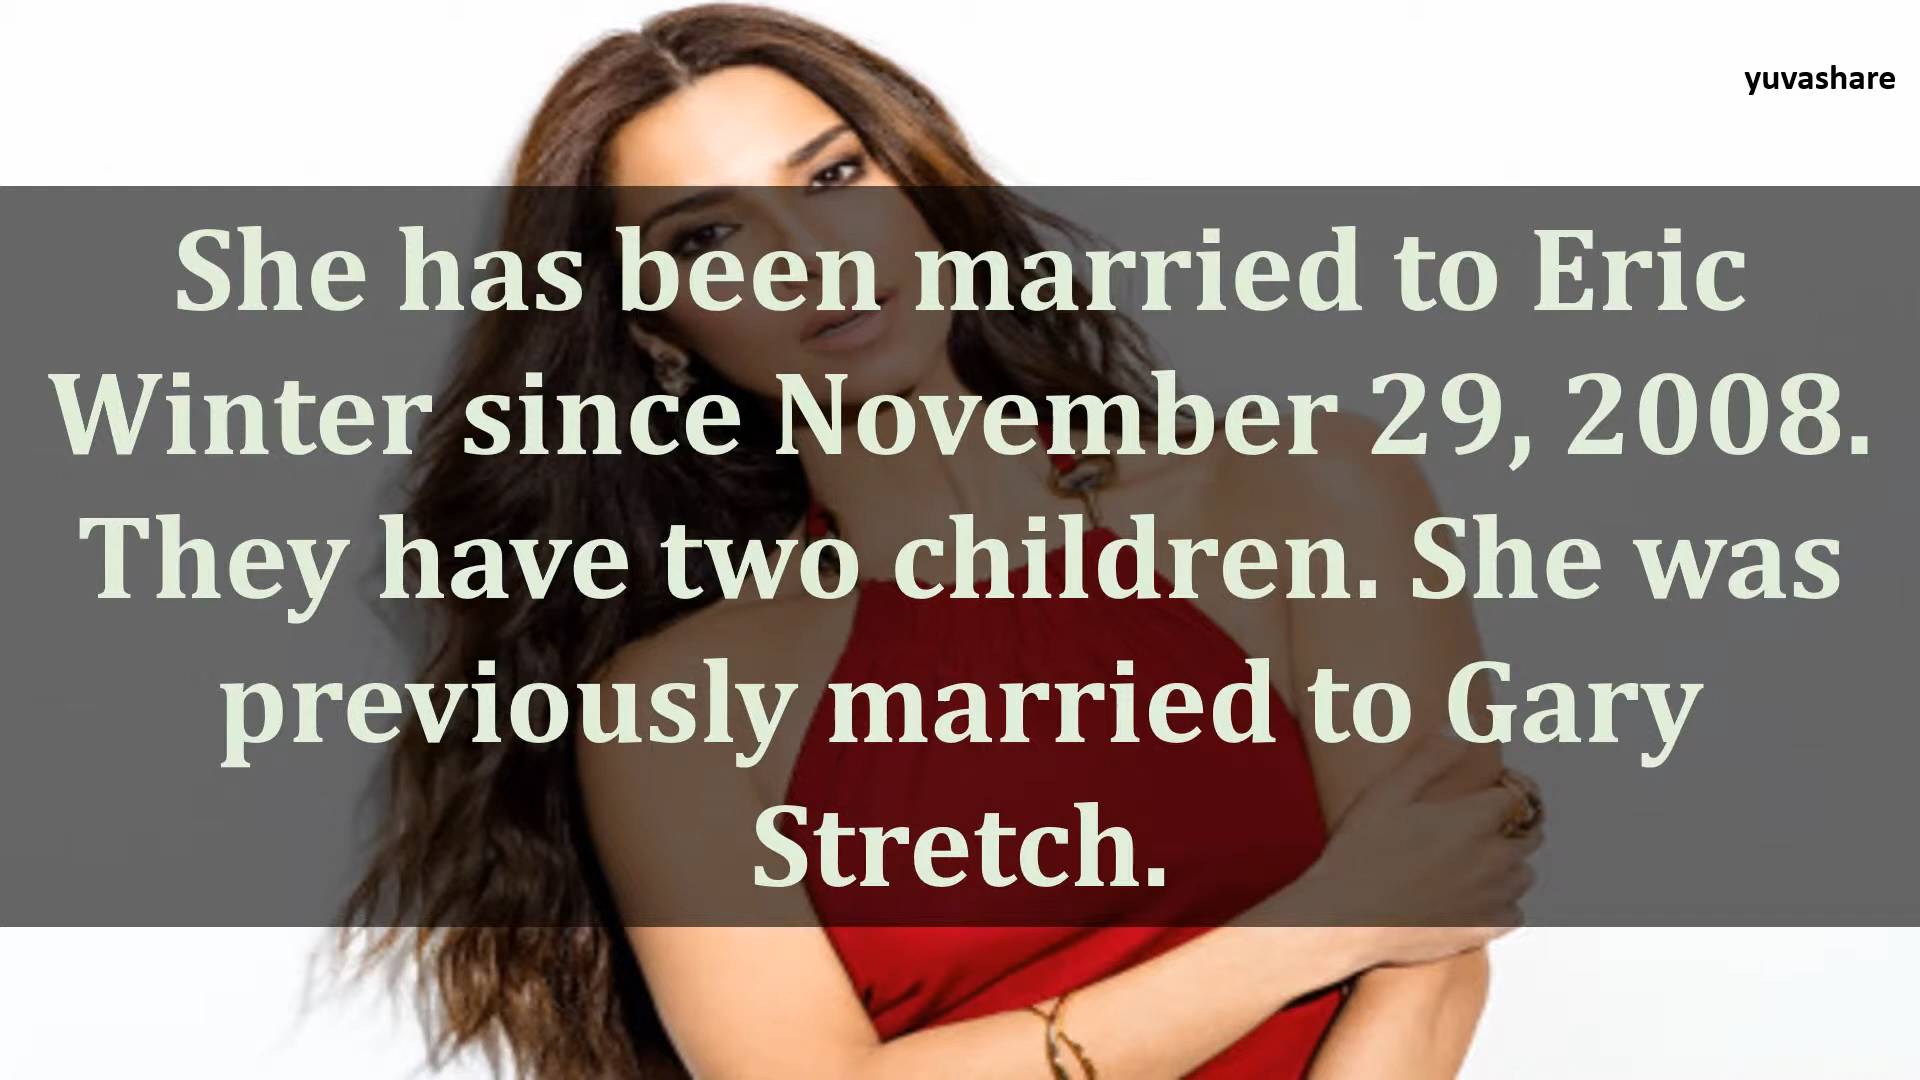 yuvashare
She has been married to Eric
Winter since November 29, 2008.
They have two children. She was
previously married to Gary
Stretch.